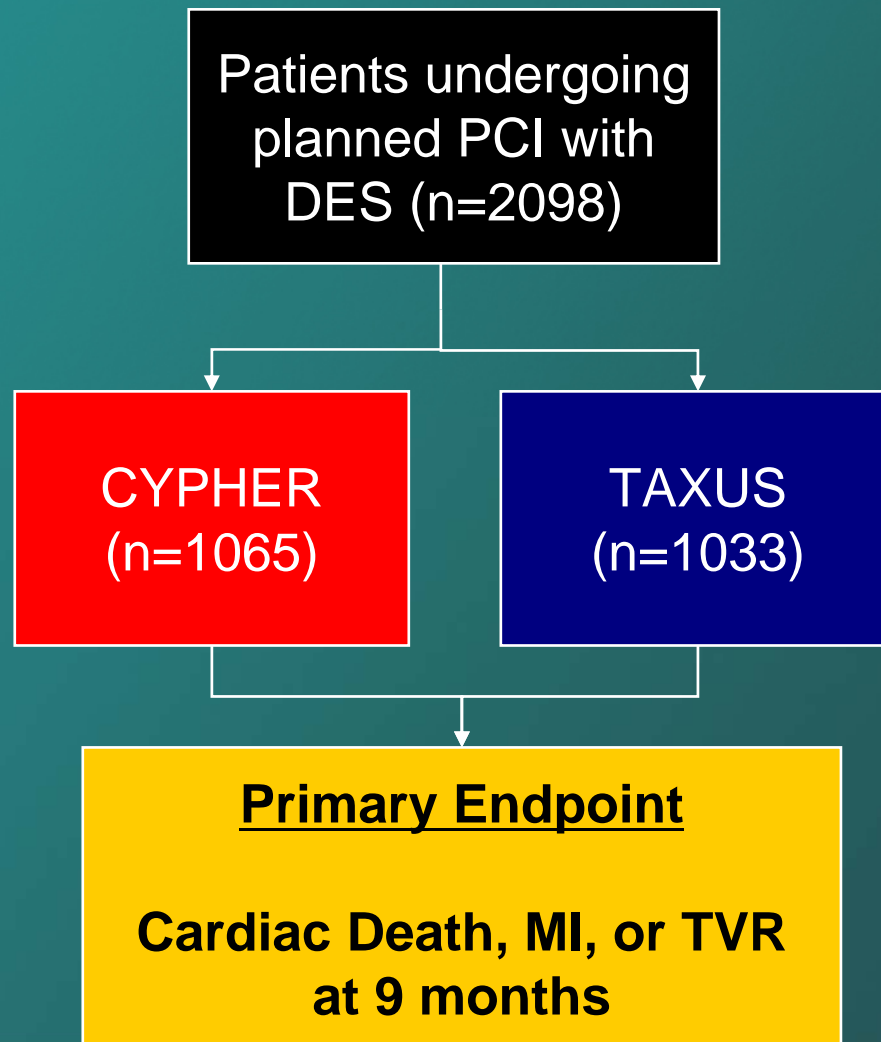 Patients undergoing
planned PCI with
DES (n=2098)
CYPHER
(n=1065)
TAXUS
(n=1033)
Primary Endpoint
Cardiac Death, MI, or TVR
at 9 months